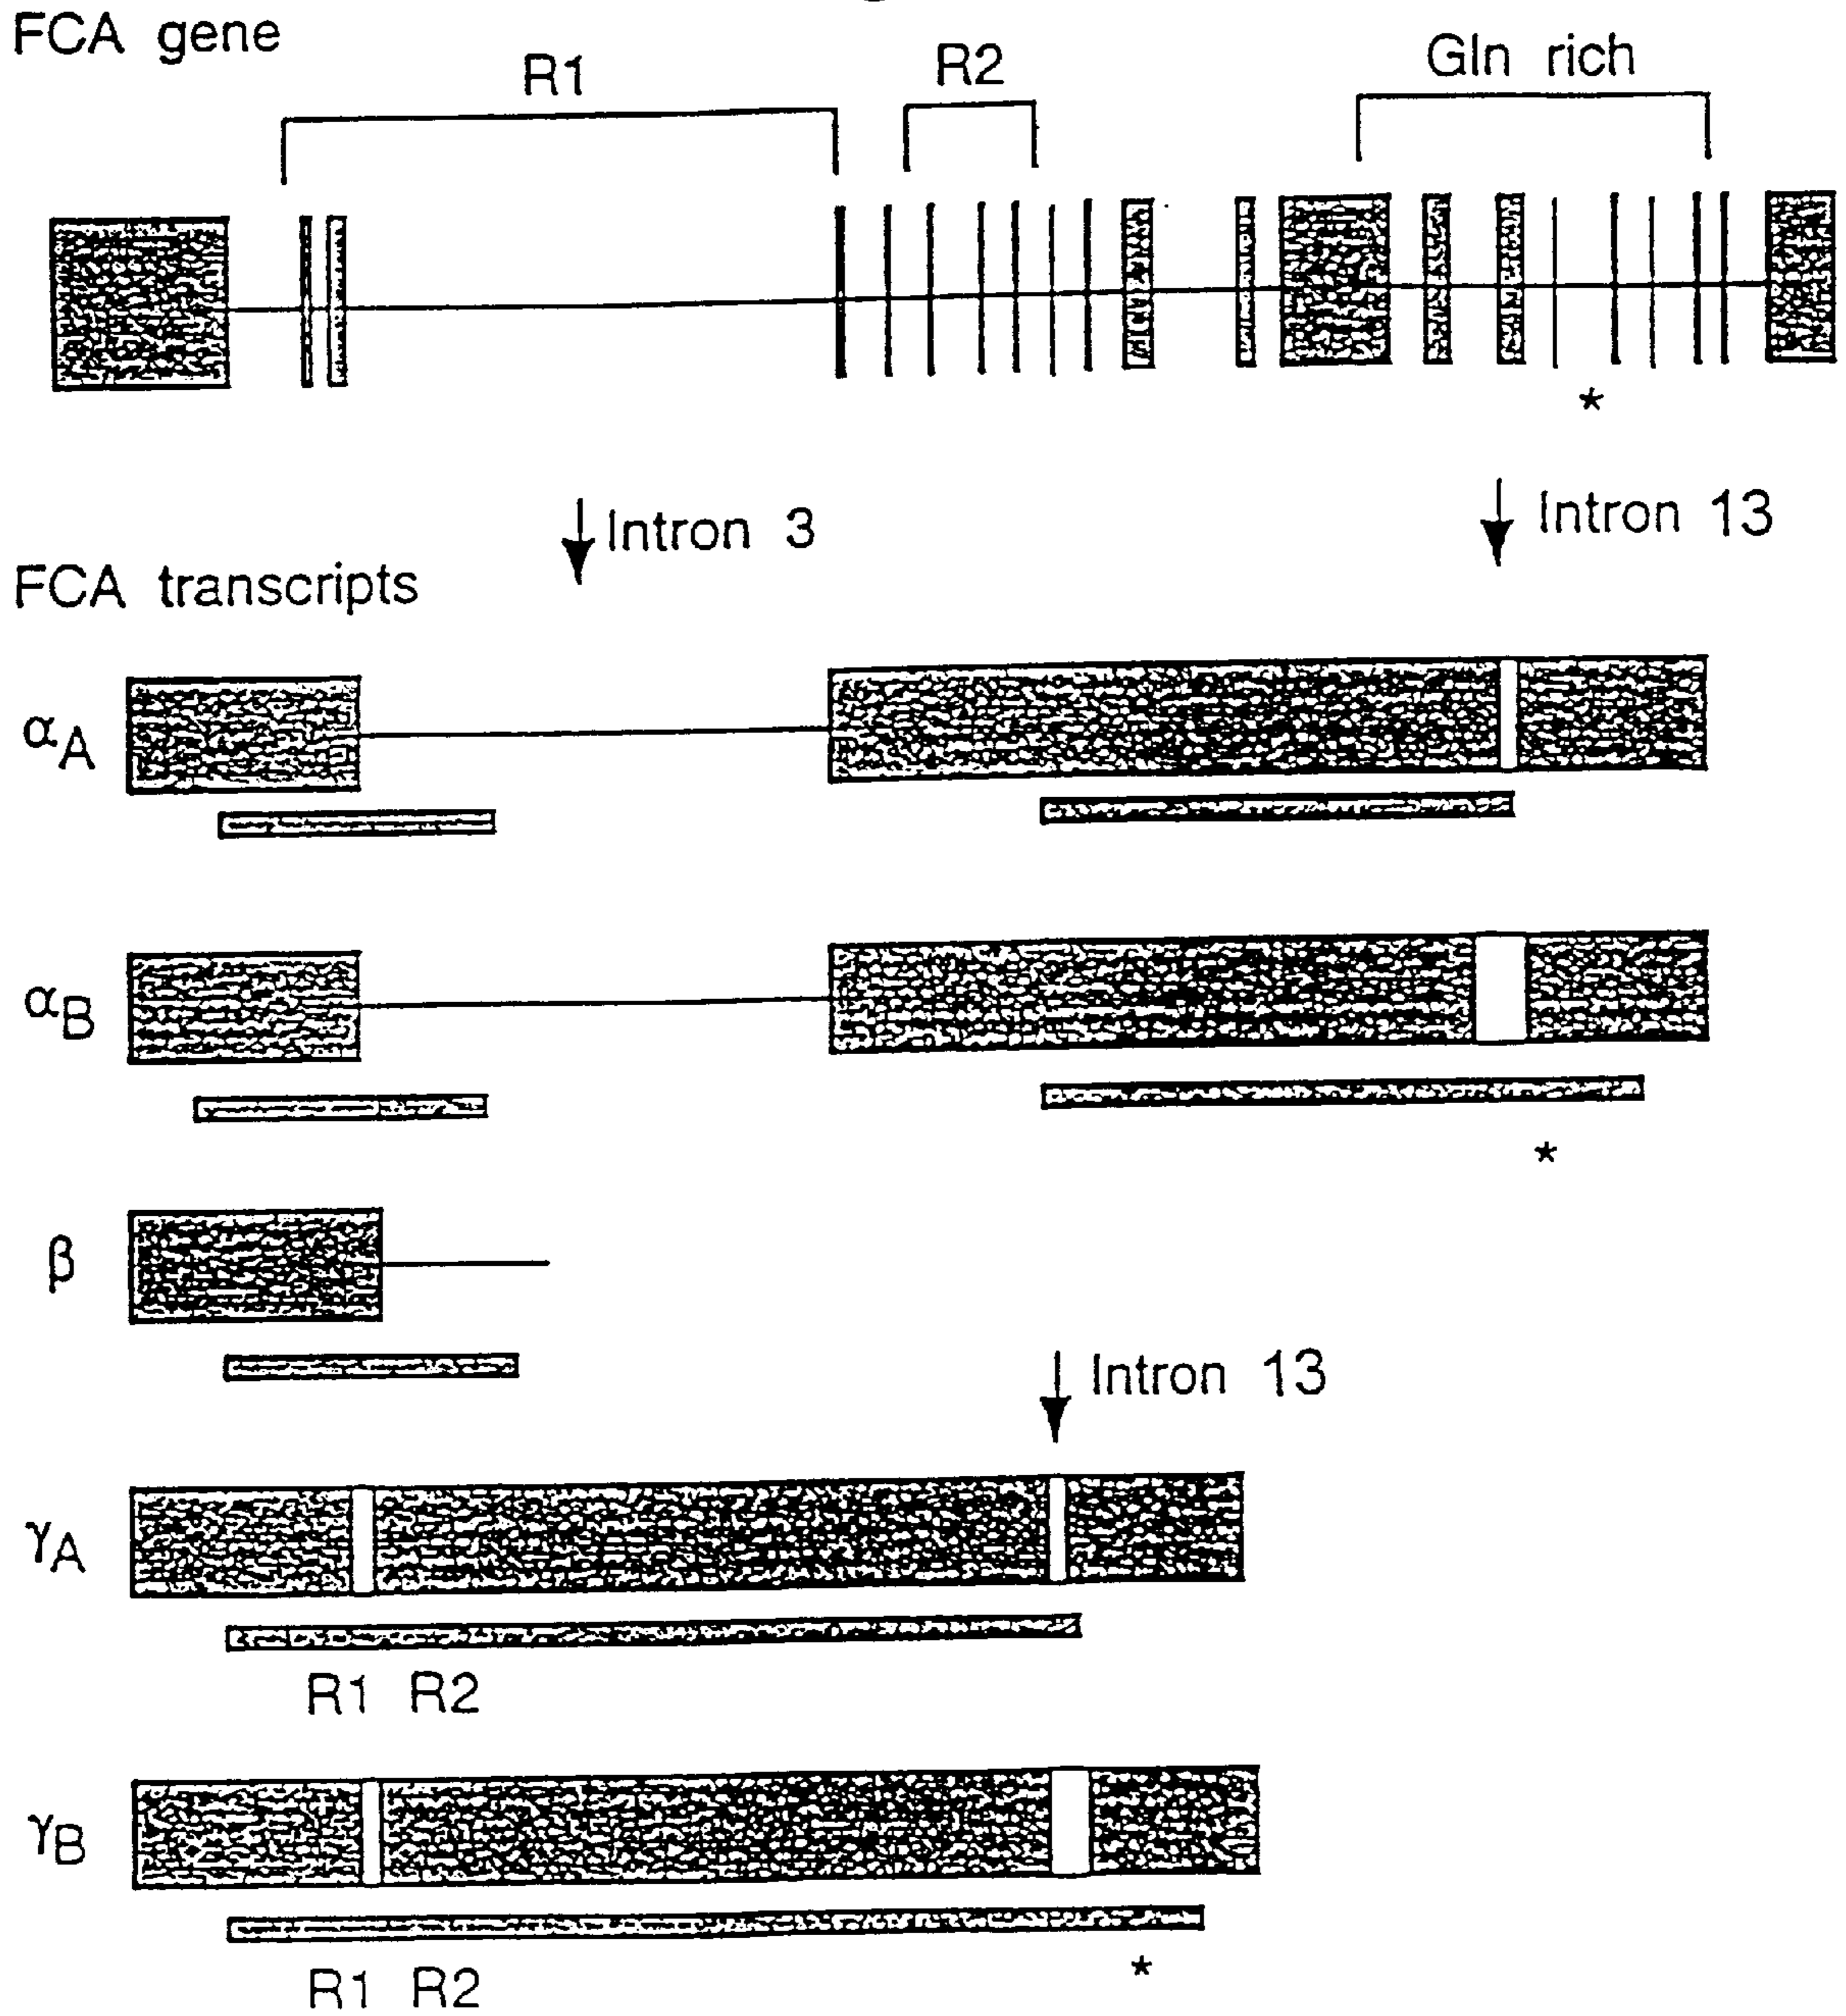 FCA gene
R1
R2
Gln rich
*
Intron 3
Intron 13
FCA transcripts
αA
αB
*
β
Intron 13
γA
R1 R2
γB
*
R1 R2